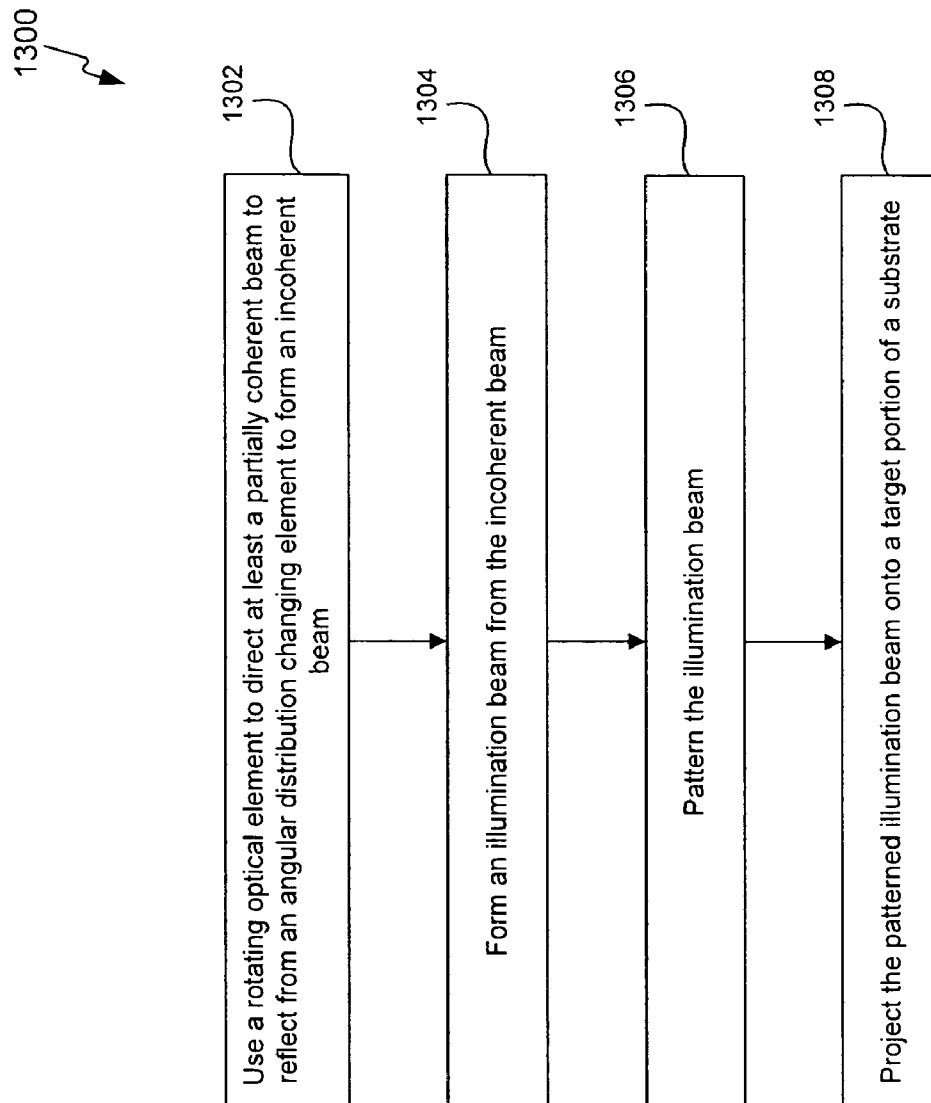 1300
1302
Use a rotating optical element to direct at least a partially coherent beam to
reflect from an angular distribution changing element to form an incoherent
beam
1304
Form an illumination beam from the incoherent beam
1306
Pattern the illumination beam
1308
Project the patterned illumination beam onto a target portion of a substrate